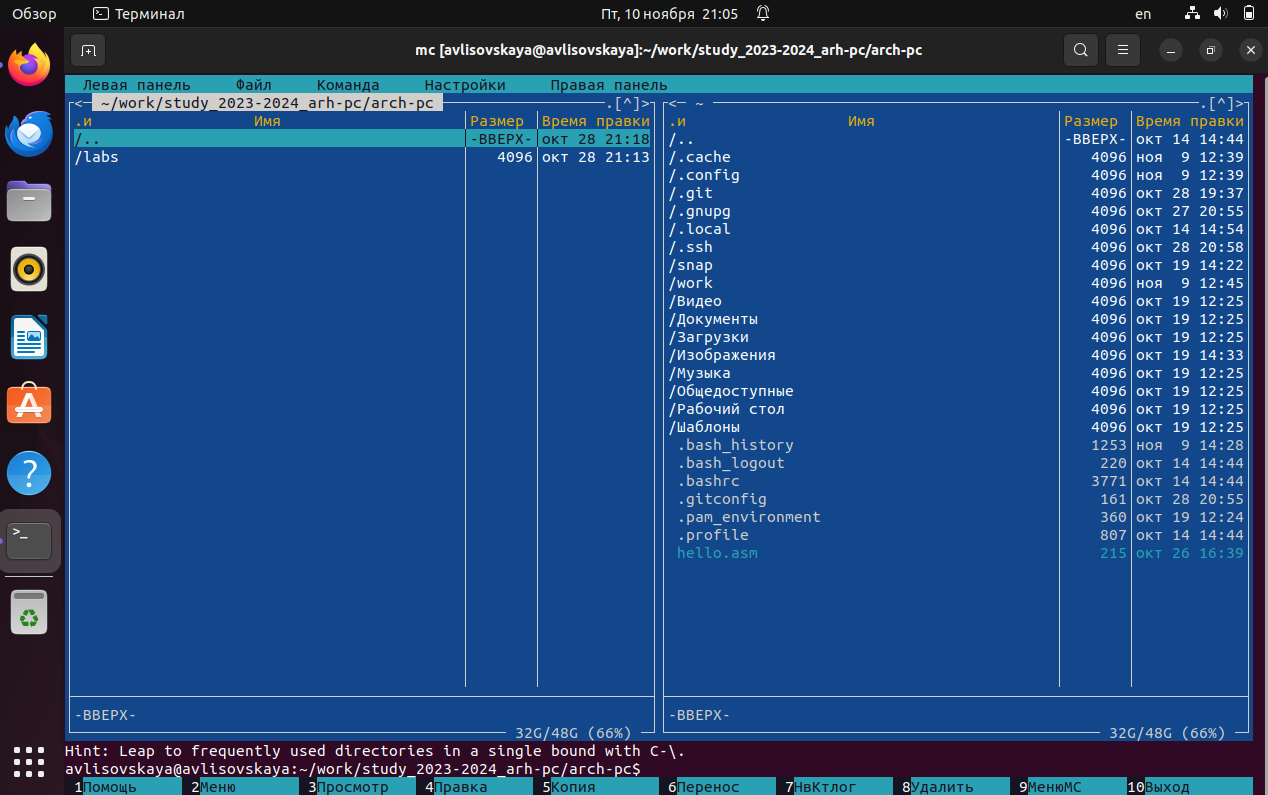 Обзор Терминал Пт, 10 ноября 21:05 en
mc [avlisovskaya@avlisovskaya]:~/work/study_2023-2024_arh-pc/arch-pc
Левая панель Файл Команда Настройки Правая панель
<─ ~/work/study_2023-2024_arh-pc/arch-pc ─.[^]>
.и Имя Размер Время правки
/.. -ВВЕРХ- окт 28 21:18
/labs 4096 окт 28 21:13
-ВВЕРХ-
32G/48G (66%)
<─ ~ ─.[^]>
.и Имя Размер Время правки
/.. -ВВЕРХ- окт 14 14:44
/.cache 4096 ноя 9 12:39
/.config 4096 ноя 9 12:39
/.git 4096 окт 28 19:37
/.gnupg 4096 окт 27 20:55
/.local 4096 окт 14 14:54
/.ssh 4096 окт 28 20:58
/snap 4096 окт 19 14:22
/work 4096 ноя 9 12:45
/Видео 4096 окт 19 12:25
/Документы 4096 окт 19 12:25
/Загрузки 4096 окт 19 12:25
/Изображения 4096 окт 19 14:33
/Музыка 4096 окт 19 12:25
/Общедоступные 4096 окт 19 12:25
/Рабочий стол 4096 окт 19 12:25
/Шаблоны 4096 окт 19 12:25
.bash_history 1253 ноя 9 14:28
.bash_logout 220 окт 14 14:44
.bashrc 3771 окт 14 14:44
.gitconfig 161 окт 28 20:55
.pam_environment 360 окт 19 12:24
.profile 807 окт 14 14:44
hello.asm 215 окт 26 16:39
-ВВЕРХ-
32G/48G (66%)
Hint: Leap to frequently used directories in a single bound with C-\.
avlisovskaya@avlisovskaya:~/work/study_2023-2024_arh-pc/arch-pc$
1Помощь 2Меню 3Просмотр 4Правка 5Копия 6Перенос 7НвКтлог 8Удалить 9МенюМС 10Выход